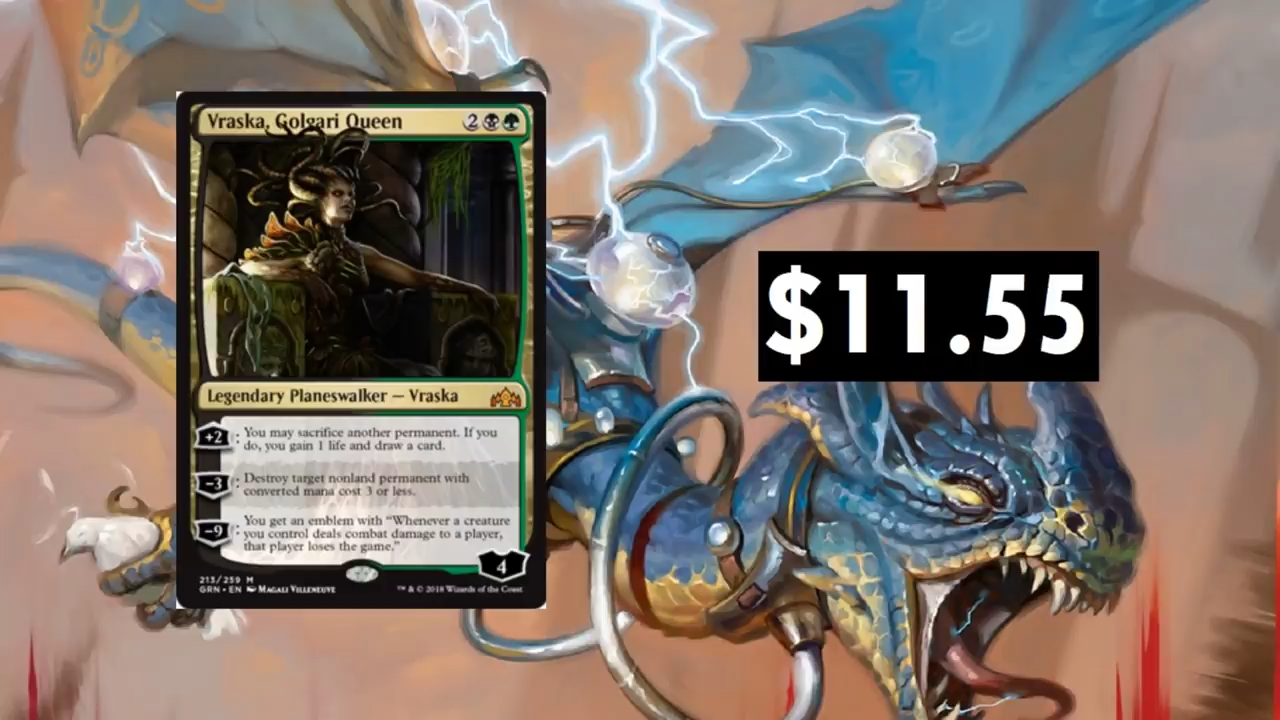 Vraska, Golgari Queen 2
Legendary Planeswalker — Vraska
+2 : You may sacrifice another permanent. If you
do, you gain 1 life and draw a card.
−3 : Destroy target nonland permanent with
converted mana cost 3 or less.
−9 : You get an emblem with “Whenever a creature
you control deals combat damage to a player,
that player loses the game.”
4
213/259 M
GRN • EN Magali Villeneuve ™ & © 2018 Wizards of the Coast
$11.55